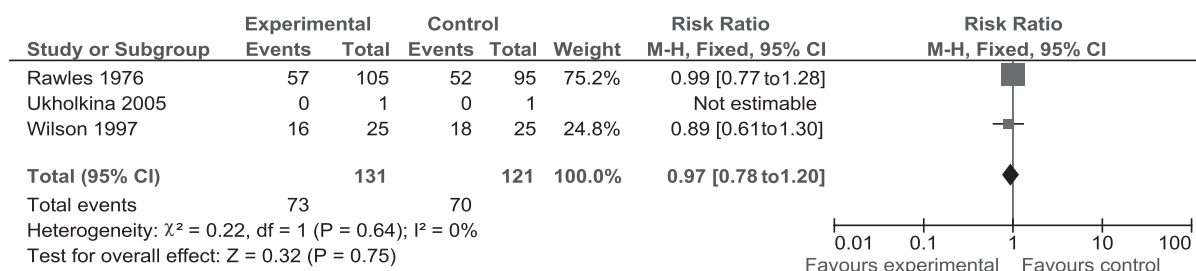 Experimental Control Risk Ratio Risk Ratio
Study or Subgroup Events Total Events Total Weight M-H, Fixed, 95% CI M-H, Fixed, 95% CI
Rawles 1976 57 105 52 95 75.2% 0.99 [0.77 to1.28]
Ukholkina 2005 0 1 0 1 Not estimable
Wilson 1997 16 25 18 25 24.8% 0.89 [0.61to1.30]
Total (95% CI) 131 121 100.0% 0.97 [0.78 to1.20]
Total events 73 70
Heterogeneity: χ² = 0.22, df = 1 (P = 0.64); I² = 0%
Test for overall effect: Z = 0.32 (P = 0.75)
0.01 0.1 1 10 100
Favours experimental Favours control